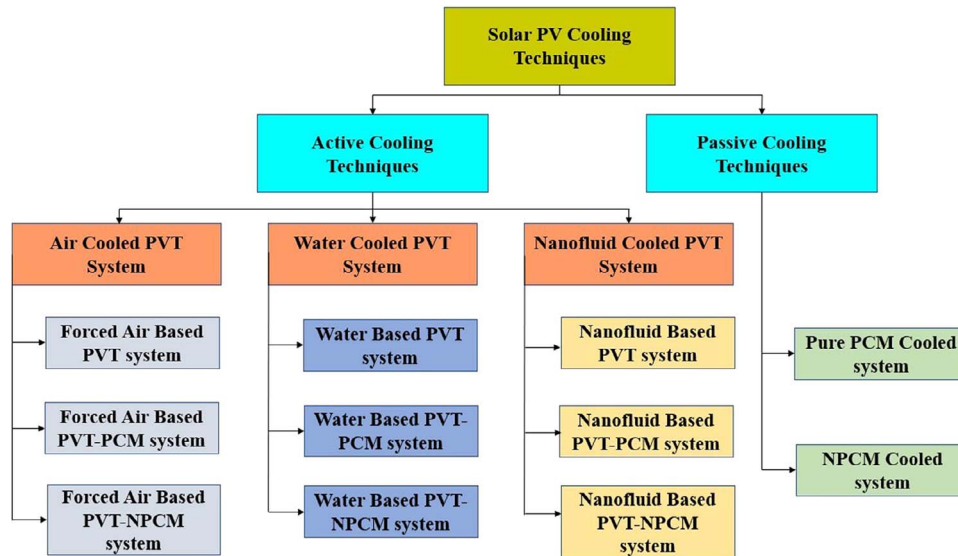 Solar PV Cooling
Techniques
Active Cooling
Techniques
Passive Cooling
Techniques
Air Cooled PVT
System
Water Cooled PVT
System
Nanofluid Cooled PVT
System
Forced Air Based
PVT system
Forced Air Based
PVT-PCM system
Forced Air Based
PVT-NPCM
system
Water Based PVT
system
Water Based PVT-
PCM system
Water Based PVT-
NPCM system
Nanofluid Based
PVT system
Nanofluid Based
PVT-PCM system
Nanofluid Based
PVT-NPCM
system
Pure PCM Cooled
system
NPCM Cooled
system